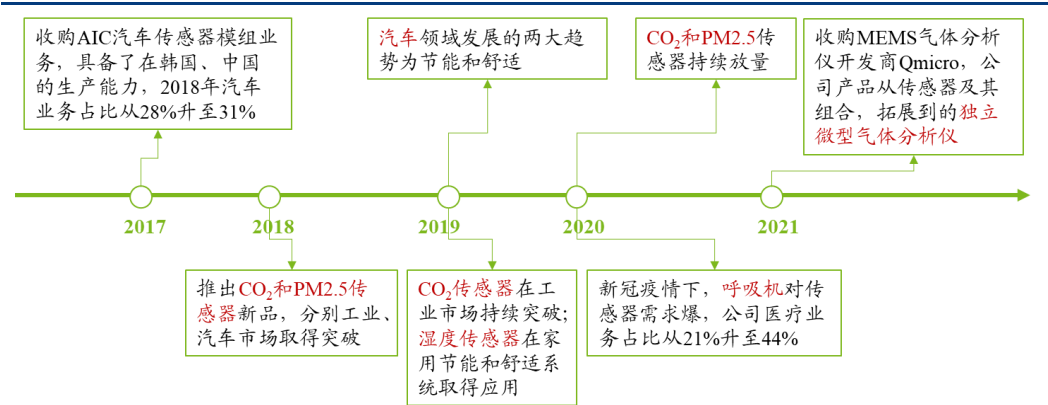 收购AIC汽车传感器模组业
务，具备了在韩国、中国
的生产能力，2018年汽车
业务占比从28%升至31%
汽车领域发展的两大趋
势为节能和舒适
CO₂和PM2.5传
感器持续放量
收购MEMS气体分析
仪开发商Qmicro，公
司产品从传感器及其
组合，拓展到的独立
微型气体分析仪
2017
2018
2019
2020
2021
推出CO₂和PM2.5传
感器新品，分别工业、
汽车市场取得突破
CO₂传感器在工
业市场持续突破；
湿度传感器在家
用节能和舒适系
统取得应用
新冠疫情下，呼吸机对传
感器需求爆，公司医疗业
务占比从21%升至44%